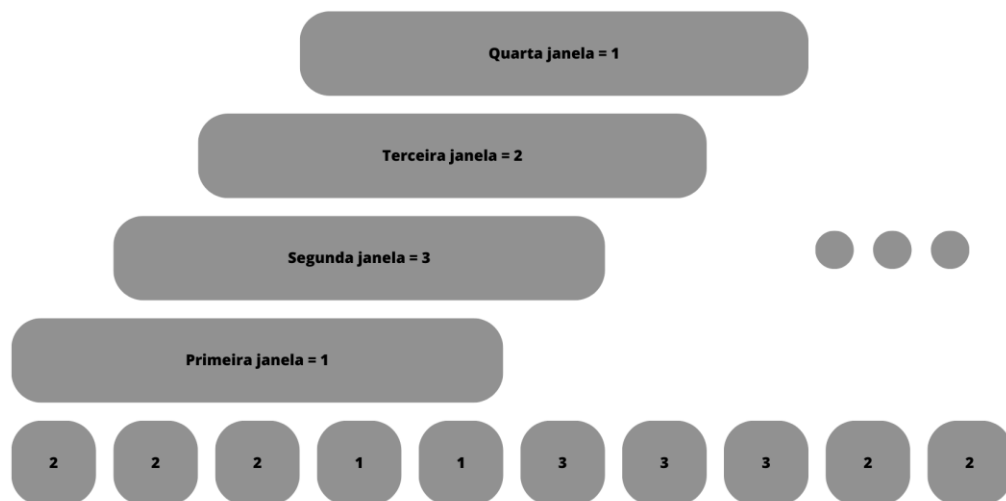 Quarta janela = 1
Terceira janela = 2
Segunda janela = 3
Primeira janela = 1
2 2 2 1 1 3 3 3 2 2